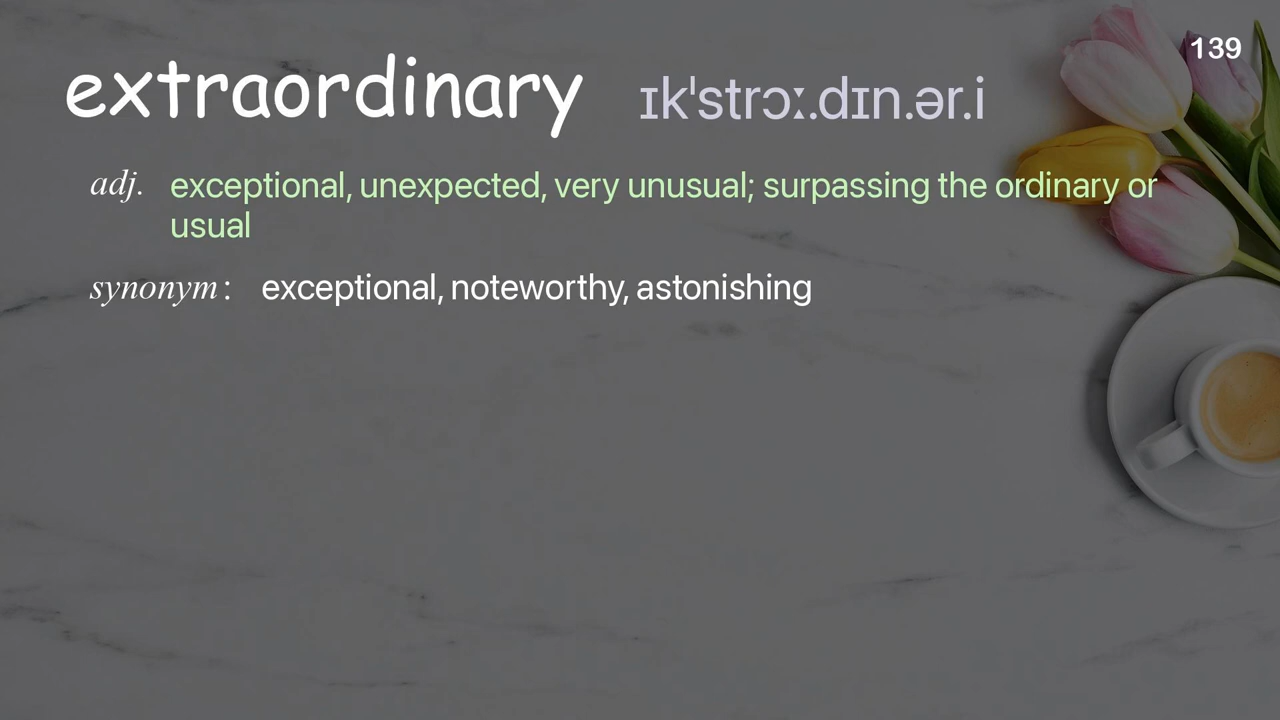 139
extraordinary ɪkˈstrɔː.dɪn.ər.i
adj. exceptional, unexpected, very unusual; surpassing the ordinary or
usual
synonym: exceptional, noteworthy, astonishing